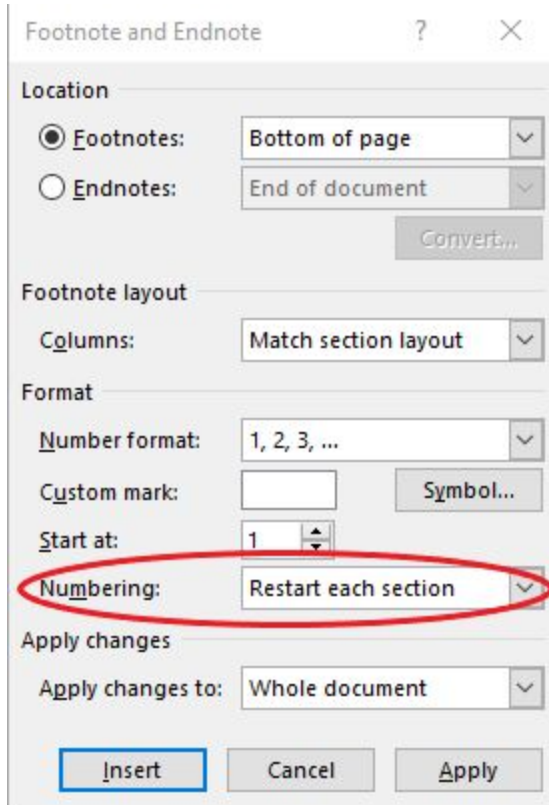 Footnote and Endnote ?
Location
Footnotes: Bottom of page
Endnotes: End of document
Convert...
Footnote layout
Columns: Match section layout
Format
Number format: 1, 2, 3, ...
Custom mark: Symbol...
Start at: 1
Numbering: Restart each section
Apply changes
Apply changes to: Whole document
Insert Cancel Apply